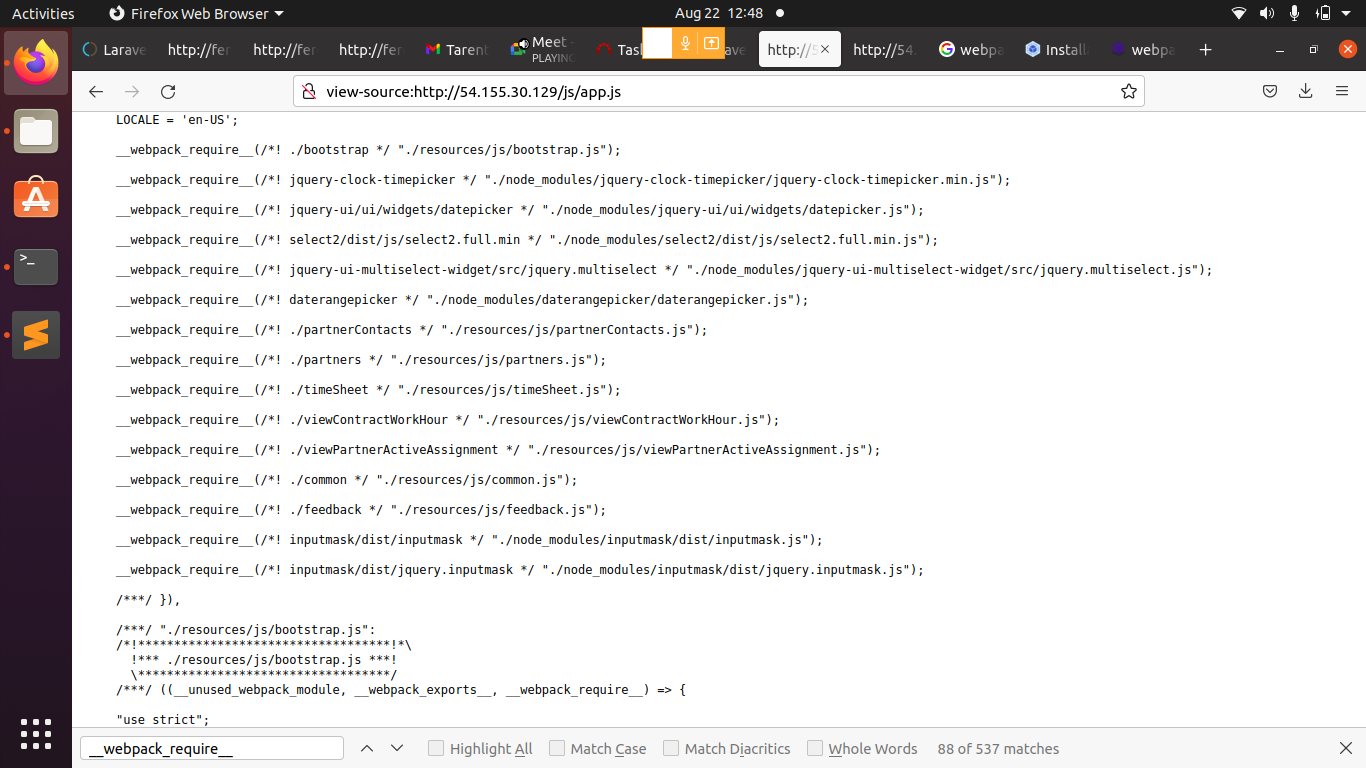 Activities Firefox Web Browser Aug 22 12:48
Larave http://fer http://fer http://fer Tarent Meet - Tas ave http://5 http://54. webpa Install webpa
PLAYING
view-source:http://54.155.30.129/js/app.js
LOCALE = 'en-US';
__webpack_require__(/*! ./bootstrap */ "./resources/js/bootstrap.js");
__webpack_require__(/*! jquery-clock-timepicker */ "./node_modules/jquery-clock-timepicker/jquery-clock-timepicker.min.js");
__webpack_require__(/*! jquery-ui/ui/widgets/datepicker */ "./node_modules/jquery-ui/ui/widgets/datepicker.js");
__webpack_require__(/*! select2/dist/js/select2.full.min */ "./node_modules/select2/dist/js/select2.full.min.js");
__webpack_require__(/*! jquery-ui-multiselect-widget/src/jquery.multiselect */ "./node_modules/jquery-ui-multiselect-widget/src/jquery.multiselect.js");
__webpack_require__(/*! daterangepicker */ "./node_modules/daterangepicker/daterangepicker.js");
__webpack_require__(/*! ./partnerContacts */ "./resources/js/partnerContacts.js");
__webpack_require__(/*! ./partners */ "./resources/js/partners.js");
__webpack_require__(/*! ./timeSheet */ "./resources/js/timeSheet.js");
__webpack_require__(/*! ./viewContractWorkHour */ "./resources/js/viewContractWorkHour.js");
__webpack_require__(/*! ./viewPartnerActiveAssignment */ "./resources/js/viewPartnerActiveAssignment.js");
__webpack_require__(/*! ./common */ "./resources/js/common.js");
__webpack_require__(/*! ./feedback */ "./resources/js/feedback.js");
__webpack_require__(/*! inputmask/dist/inputmask */ "./node_modules/inputmask/dist/inputmask.js");
__webpack_require__(/*! inputmask/dist/jquery.inputmask */ "./node_modules/inputmask/dist/jquery.inputmask.js");
/***/ }),
/***/ "./resources/js/bootstrap.js":
/*!***********************************!*\
!*** ./resources/js/bootstrap.js ***!
\***********************************/
/***/ ((__unused_webpack_module, __webpack_exports__, __webpack_require__) => {
"use strict";
__webpack_require__ Highlight All Match Case Match Diacritics Whole Words 88 of 537 matches